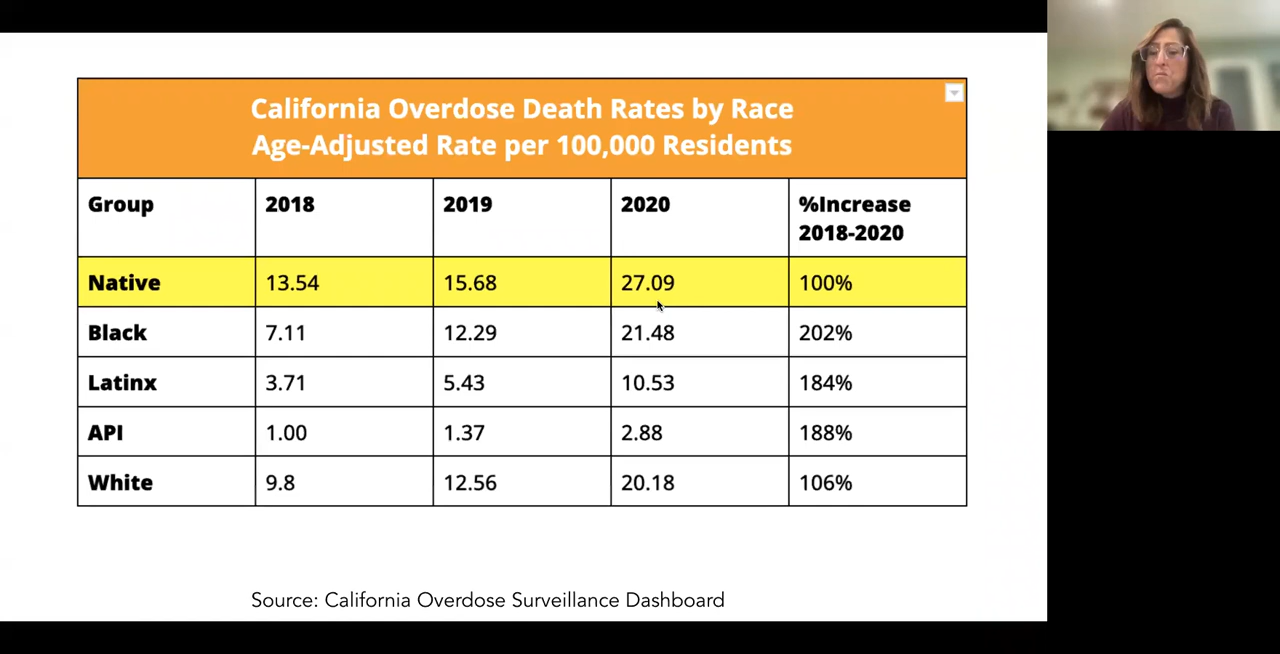 California Overdose Death Rates by Race
Age-Adjusted Rate per 100,000 Residents
Group 2018 2019 2020 %Increase 2018-2020
Native 13.54 15.68 27.09 100%
Black 7.11 12.29 21.48 202%
Latinx 3.71 5.43 10.53 184%
API 1.00 1.37 2.88 188%
White 9.8 12.56 20.18 106%
Source: California Overdose Surveillance Dashboard